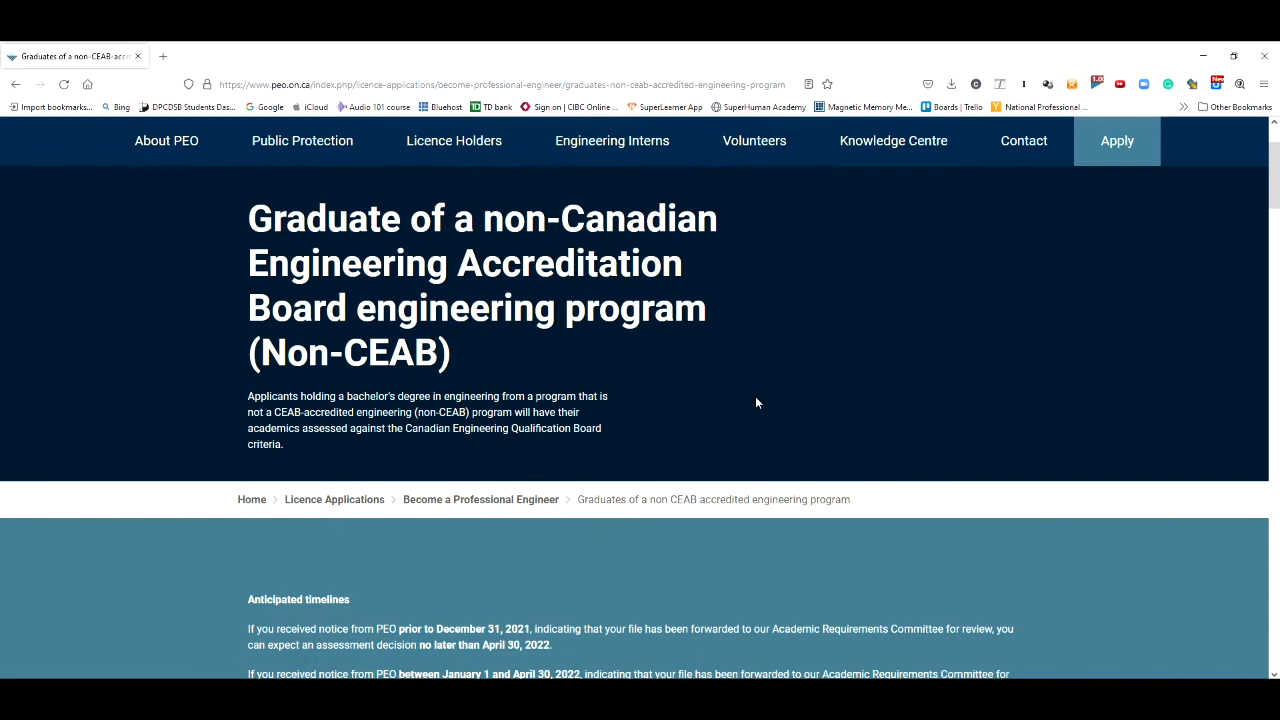 Graduates of a non-CEAB-accre
https://www.peo.on.ca/index.php/licence-applications/become-professional-engineer/graduates-non-ceab-accredited-engineering-program
1.00
New
Import bookmarks... Bing DPCDSB Students Das... Google iCloud Audio 101 course Bluehost TD bank Sign on | CIBC Online ... SuperLearner App SuperHuman Academy Magnetic Memory Me... Boards | Trello National Professional ... Other Bookmarks
About PEO Public Protection Licence Holders Engineering Interns Volunteers Knowledge Centre Contact Apply
Graduate of a non-Canadian
Engineering Accreditation
Board engineering program
(Non-CEAB)
Applicants holding a bachelor's degree in engineering from a program that is
not a CEAB-accredited engineering (non-CEAB) program will have their
academics assessed against the Canadian Engineering Qualification Board
criteria.
Home > Licence Applications > Become a Professional Engineer > Graduates of a non CEAB accredited engineering program
Anticipated timelines
If you received notice from PEO prior to December 31, 2021, indicating that your file has been forwarded to our Academic Requirements Committee for review, you
can expect an assessment decision no later than April 30, 2022.
If you received notice from PEO between January 1 and April 30, 2022, indicating that your file has been forwarded to our Academic Requirements Committee for